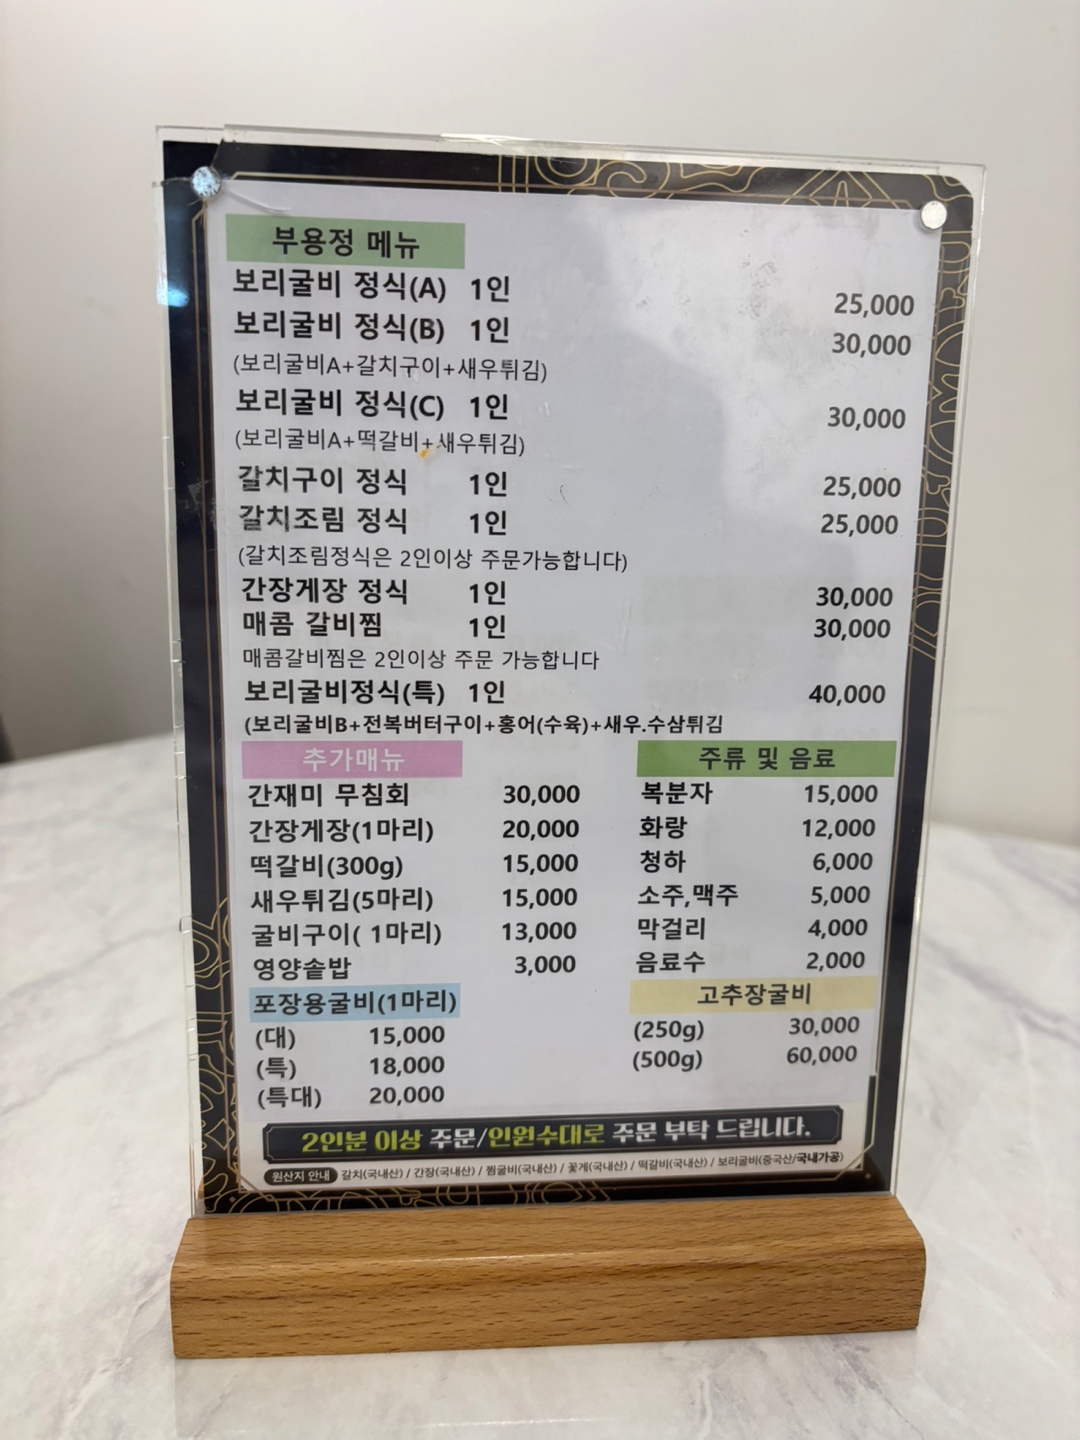 부용정 메뉴
보리굴비 정식(A) 1인 25,000
보리굴비 정식(B) 1인 30,000
(보리굴비A+갈치구이+새우튀김)
보리굴비 정식(C) 1인 30,000
(보리굴비A+떡갈비+새우튀김)
갈치구이 정식 1인 25,000
갈치조림 정식 1인 25,000
(갈치조림정식은 2인이상 주문가능합니다)
간장게장 정식 1인 30,000
매콤 갈비찜 1인 30,000
매콤갈비찜은 2인이상 주문 가능합니다
보리굴비정식(특) 1인 40,000
(보리굴비B+전복버터구이+홍어(수육)+새우.수삼튀김
추가메뉴
간재미 무침회 30,000
간장게장(1마리) 20,000
떡갈비(300g) 15,000
새우튀김(5마리) 15,000
굴비구이( 1마리) 13,000
영양솥밥 3,000
포장용굴비(1마리)
(대) 15,000
(특) 18,000
(특대) 20,000
주류 및 음료
복분자 15,000
화랑 12,000
청하 6,000
소주,맥주 5,000
막걸리 4,000
음료수 2,000
고추장굴비
(250g) 30,000
(500g) 60,000
2인분 이상 주문/인원수대로 주문 부탁 드립니다.
원산지 안내 갈치(국내산) / 간장(국내산) / 찜굴비(국내산) / 꽃게(국내산) / 떡갈비(국내산) / 보리굴비(중국산/국내가공)